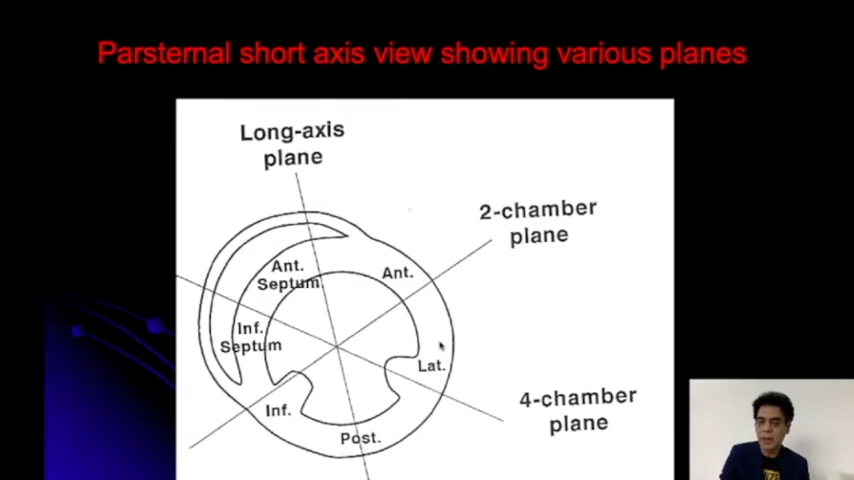 Parsternal short axis view showing various planes
Long-axis
plane
2-chamber
plane
Ant.
Septum
Ant.
Inf.
Septum
Lat.
4-chamber
plane
Inf.
Post.